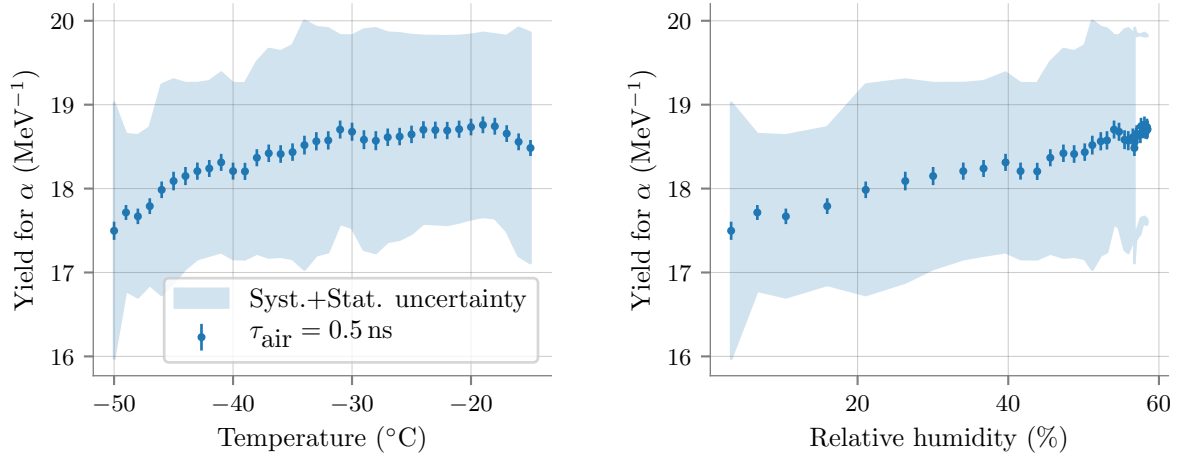 20
19
18
17
16
−50
−40
−30
−20
Temperature (°C)
Yield for α (MeV⁻¹)
Syst.+Stat. uncertainty
τair = 0.5 ns
20
19
18
17
16
20
40
60
Relative humidity (%)
Yield for α (MeV⁻¹)